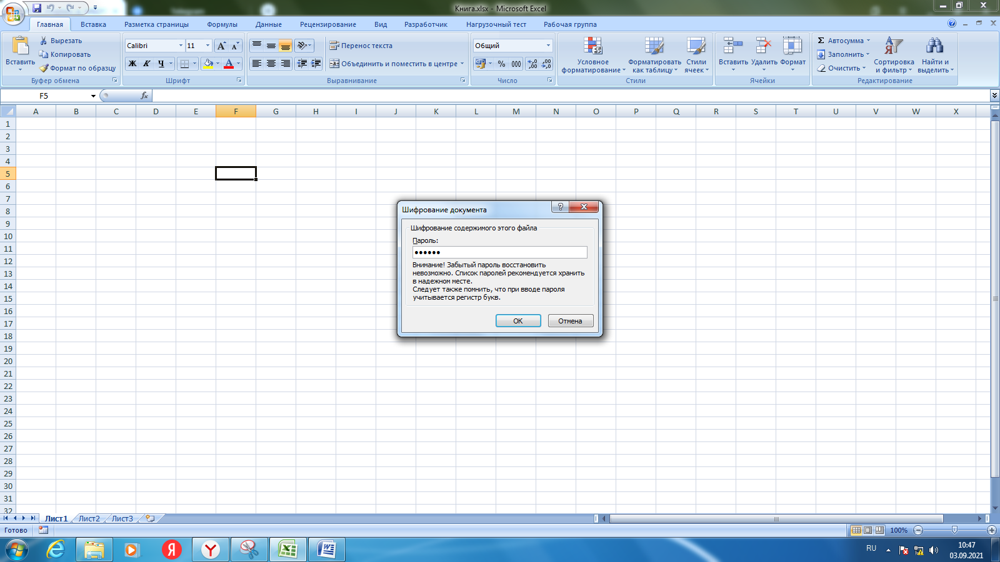 Книга.xlsx - Microsoft Excel
Главная Вставка Разметка страницы Формулы Данные Рецензирование Вид Разработчик Нагрузочный тест Рабочая группа
Вставить
Вырезать
Копировать
Формат по образцу
Буфер обмена
Calibri 11
Ж К Ч
Шрифт
Перенос текста
Объединить и поместить в центре
Выравнивание
Общий
% 000
Число
Условное форматирование
Форматировать как таблицу
Стили ячеек
Стили
Вставить Удалить Формат
Ячейки
Σ Автосумма
Заполнить
Очистить
Сортировка и фильтр
Найти и выделить
Редактирование
F5 fx
A B C D E F G H I J K L M N O P Q R S T U V W X
1
2
3
4
5
6
7
8
9
10
11
12
13
14
15
16
17
18
19
20
21
22
23
24
25
26
27
28
29
30
31
32
Шифрование документа
Шифрование содержимого этого файла
Пароль:
●●●●●●
Внимание! Забытый пароль восстановить
невозможно. Список паролей рекомендуется хранить
в надежном месте.
Следует также помнить, что при вводе пароля
учитывается регистр букв.
ОК Отмена
Лист1 Лист2 Лист3
Готово 100%
RU 10:47
03.09.2021